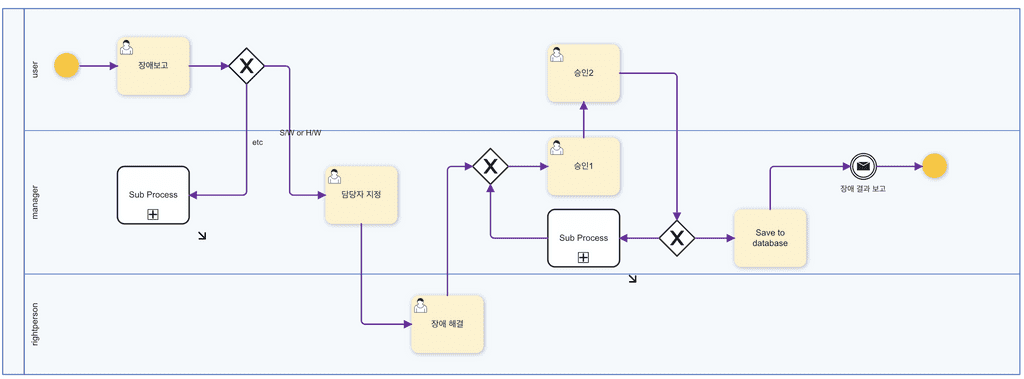 user
장애보고
X
S/W or H/W
etc
승인2
manager
Sub Process
담당자 지정
X
승인1
장애 결과 보고
Sub Process
X
Save to
database
rightperson
장애 해결